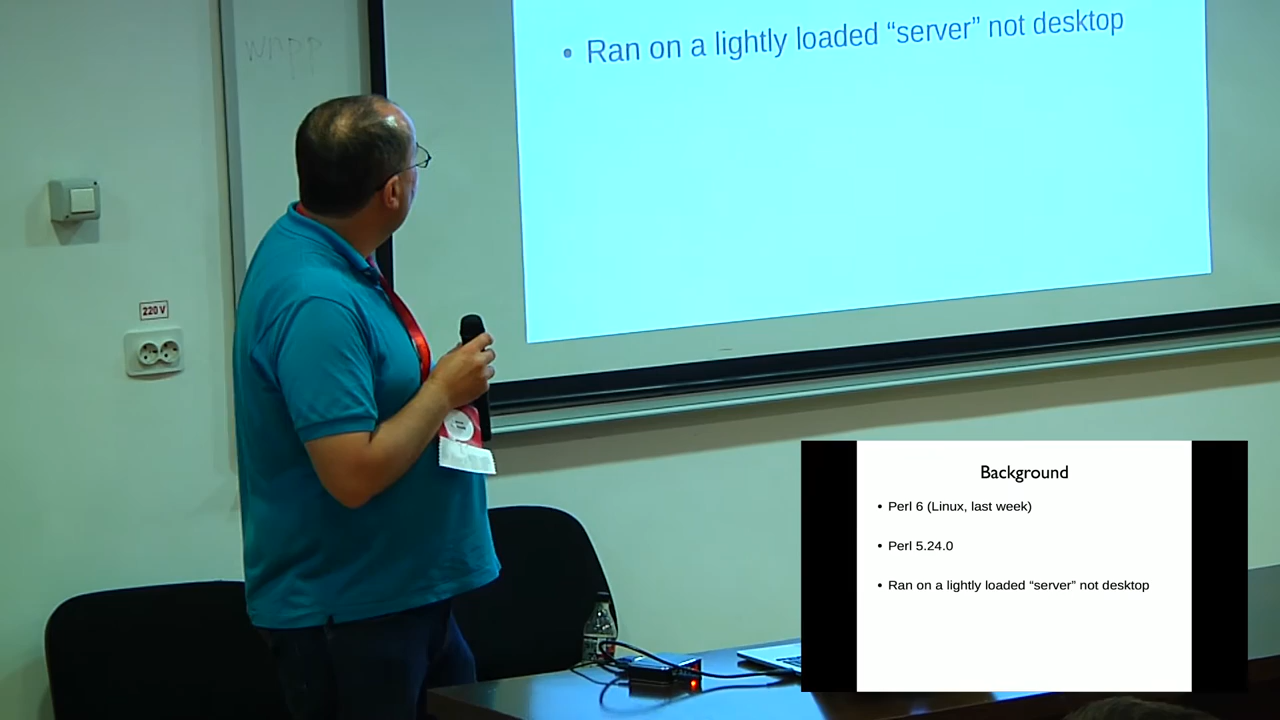 wnpp
• Ran on a lightly loaded “server” not desktop
220 V
Background
• Perl 6 (Linux, last week)
• Perl 5.24.0
• Ran on a lightly loaded “server” not desktop